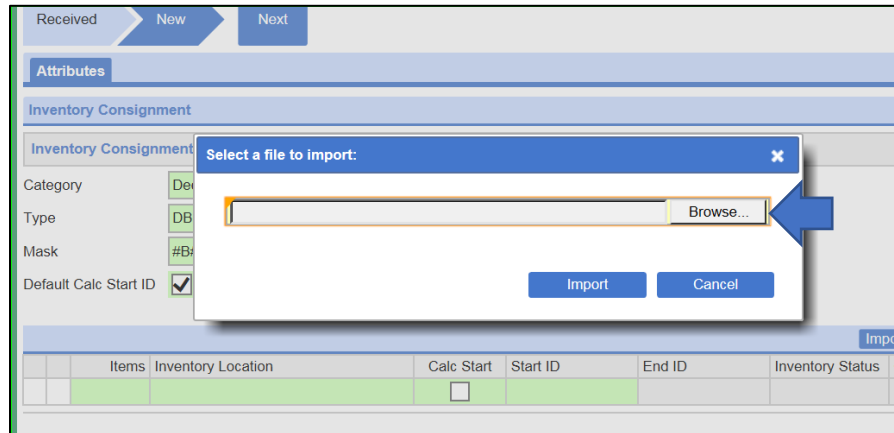 Received New Next
Attributes
Inventory Consignment
Inventory Consignment
Select a file to import:
Category
Type DB
Browse...
Mask #B
Default Calc Start ID
Import Cancel
Items Inventory Location Calc Start Start ID End ID Inventory Status